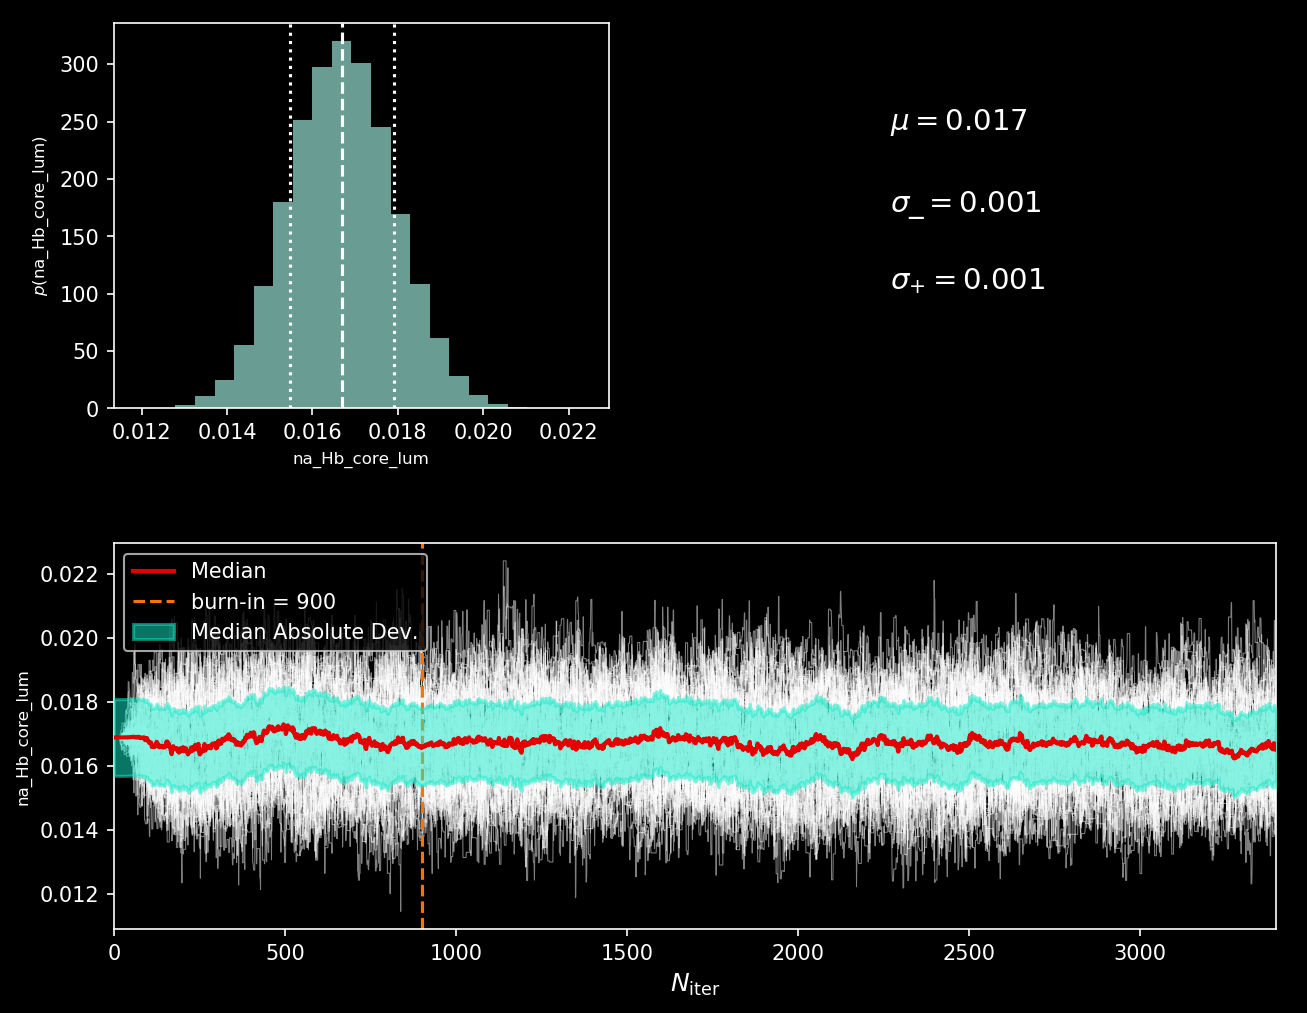 300
250
200
150
100
50
0
p(na_Hb_core_lum)
0.012 0.014 0.016 0.018 0.020 0.022
na_Hb_core_lum
μ = 0.017
σ₋ = 0.001
σ₊ = 0.001
Median
burn-in = 900
Median Absolute Dev.
0.022
0.020
0.018
0.016
0.014
0.012
na_Hb_core_lum
0 500 1000 1500 2000 2500 3000
N_iter